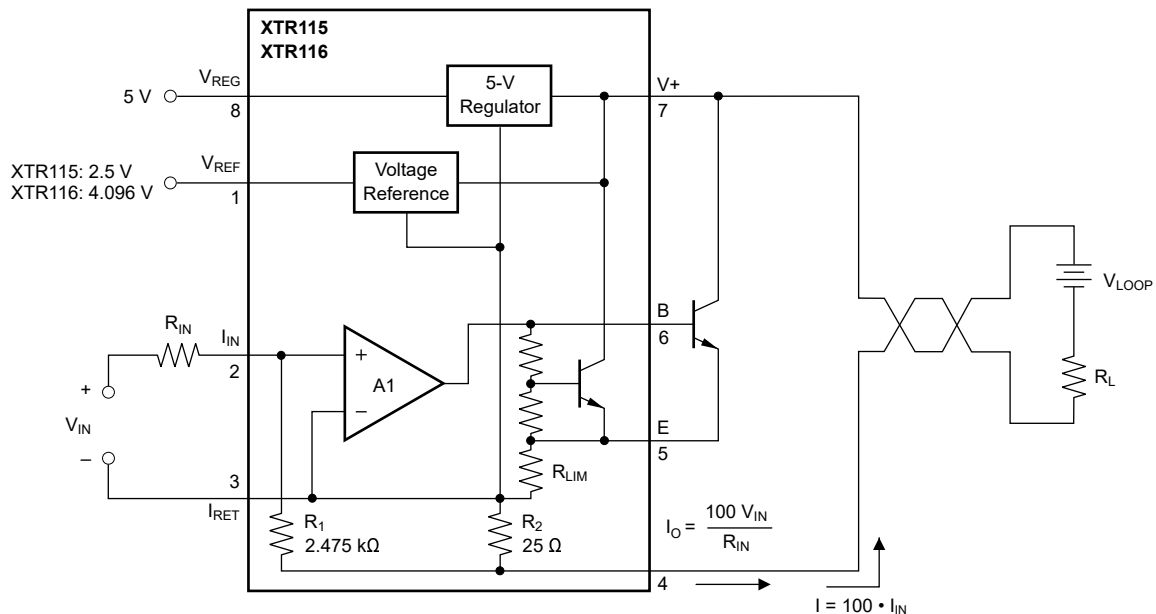 XTR115
XTR116
V_REG
5 V
8
5-V
Regulator
V+
7
XTR115: 2.5 V
XTR116: 4.096 V
V_REF
1
Voltage
Reference
R_IN
I_IN
2
+
A1
−
B
6
E
5
+
V_IN
−
3
I_RET
R_LIM
R_1
2.475 kΩ
R_2
25 Ω
I_O = 100 V_IN / R_IN
4
I = 100 • I_IN
V_LOOP
R_L